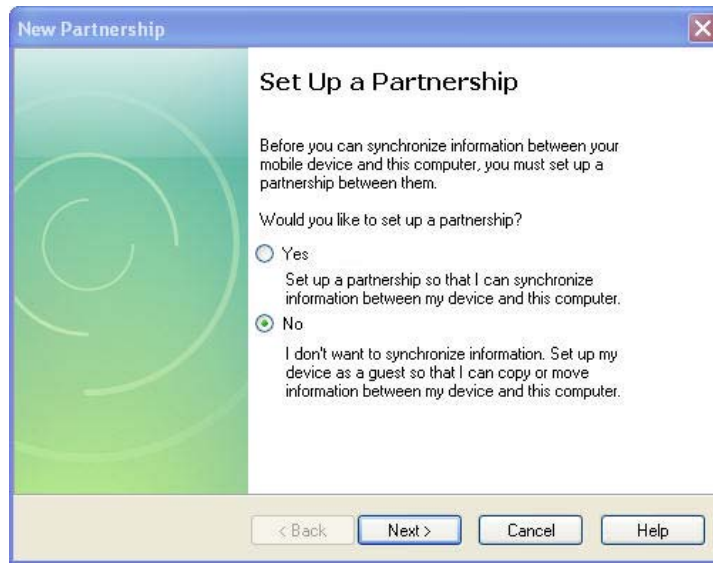 New Partnership
Set Up a Partnership
Before you can synchronize information between your
mobile device and this computer, you must set up a
partnership between them.
Would you like to set up a partnership?
Yes
Set up a partnership so that I can synchronize
information between my device and this computer.
No
I don't want to synchronize information. Set up my
device as a guest so that I can copy or move
information between my device and this computer.
< Back
Next >
Cancel
Help